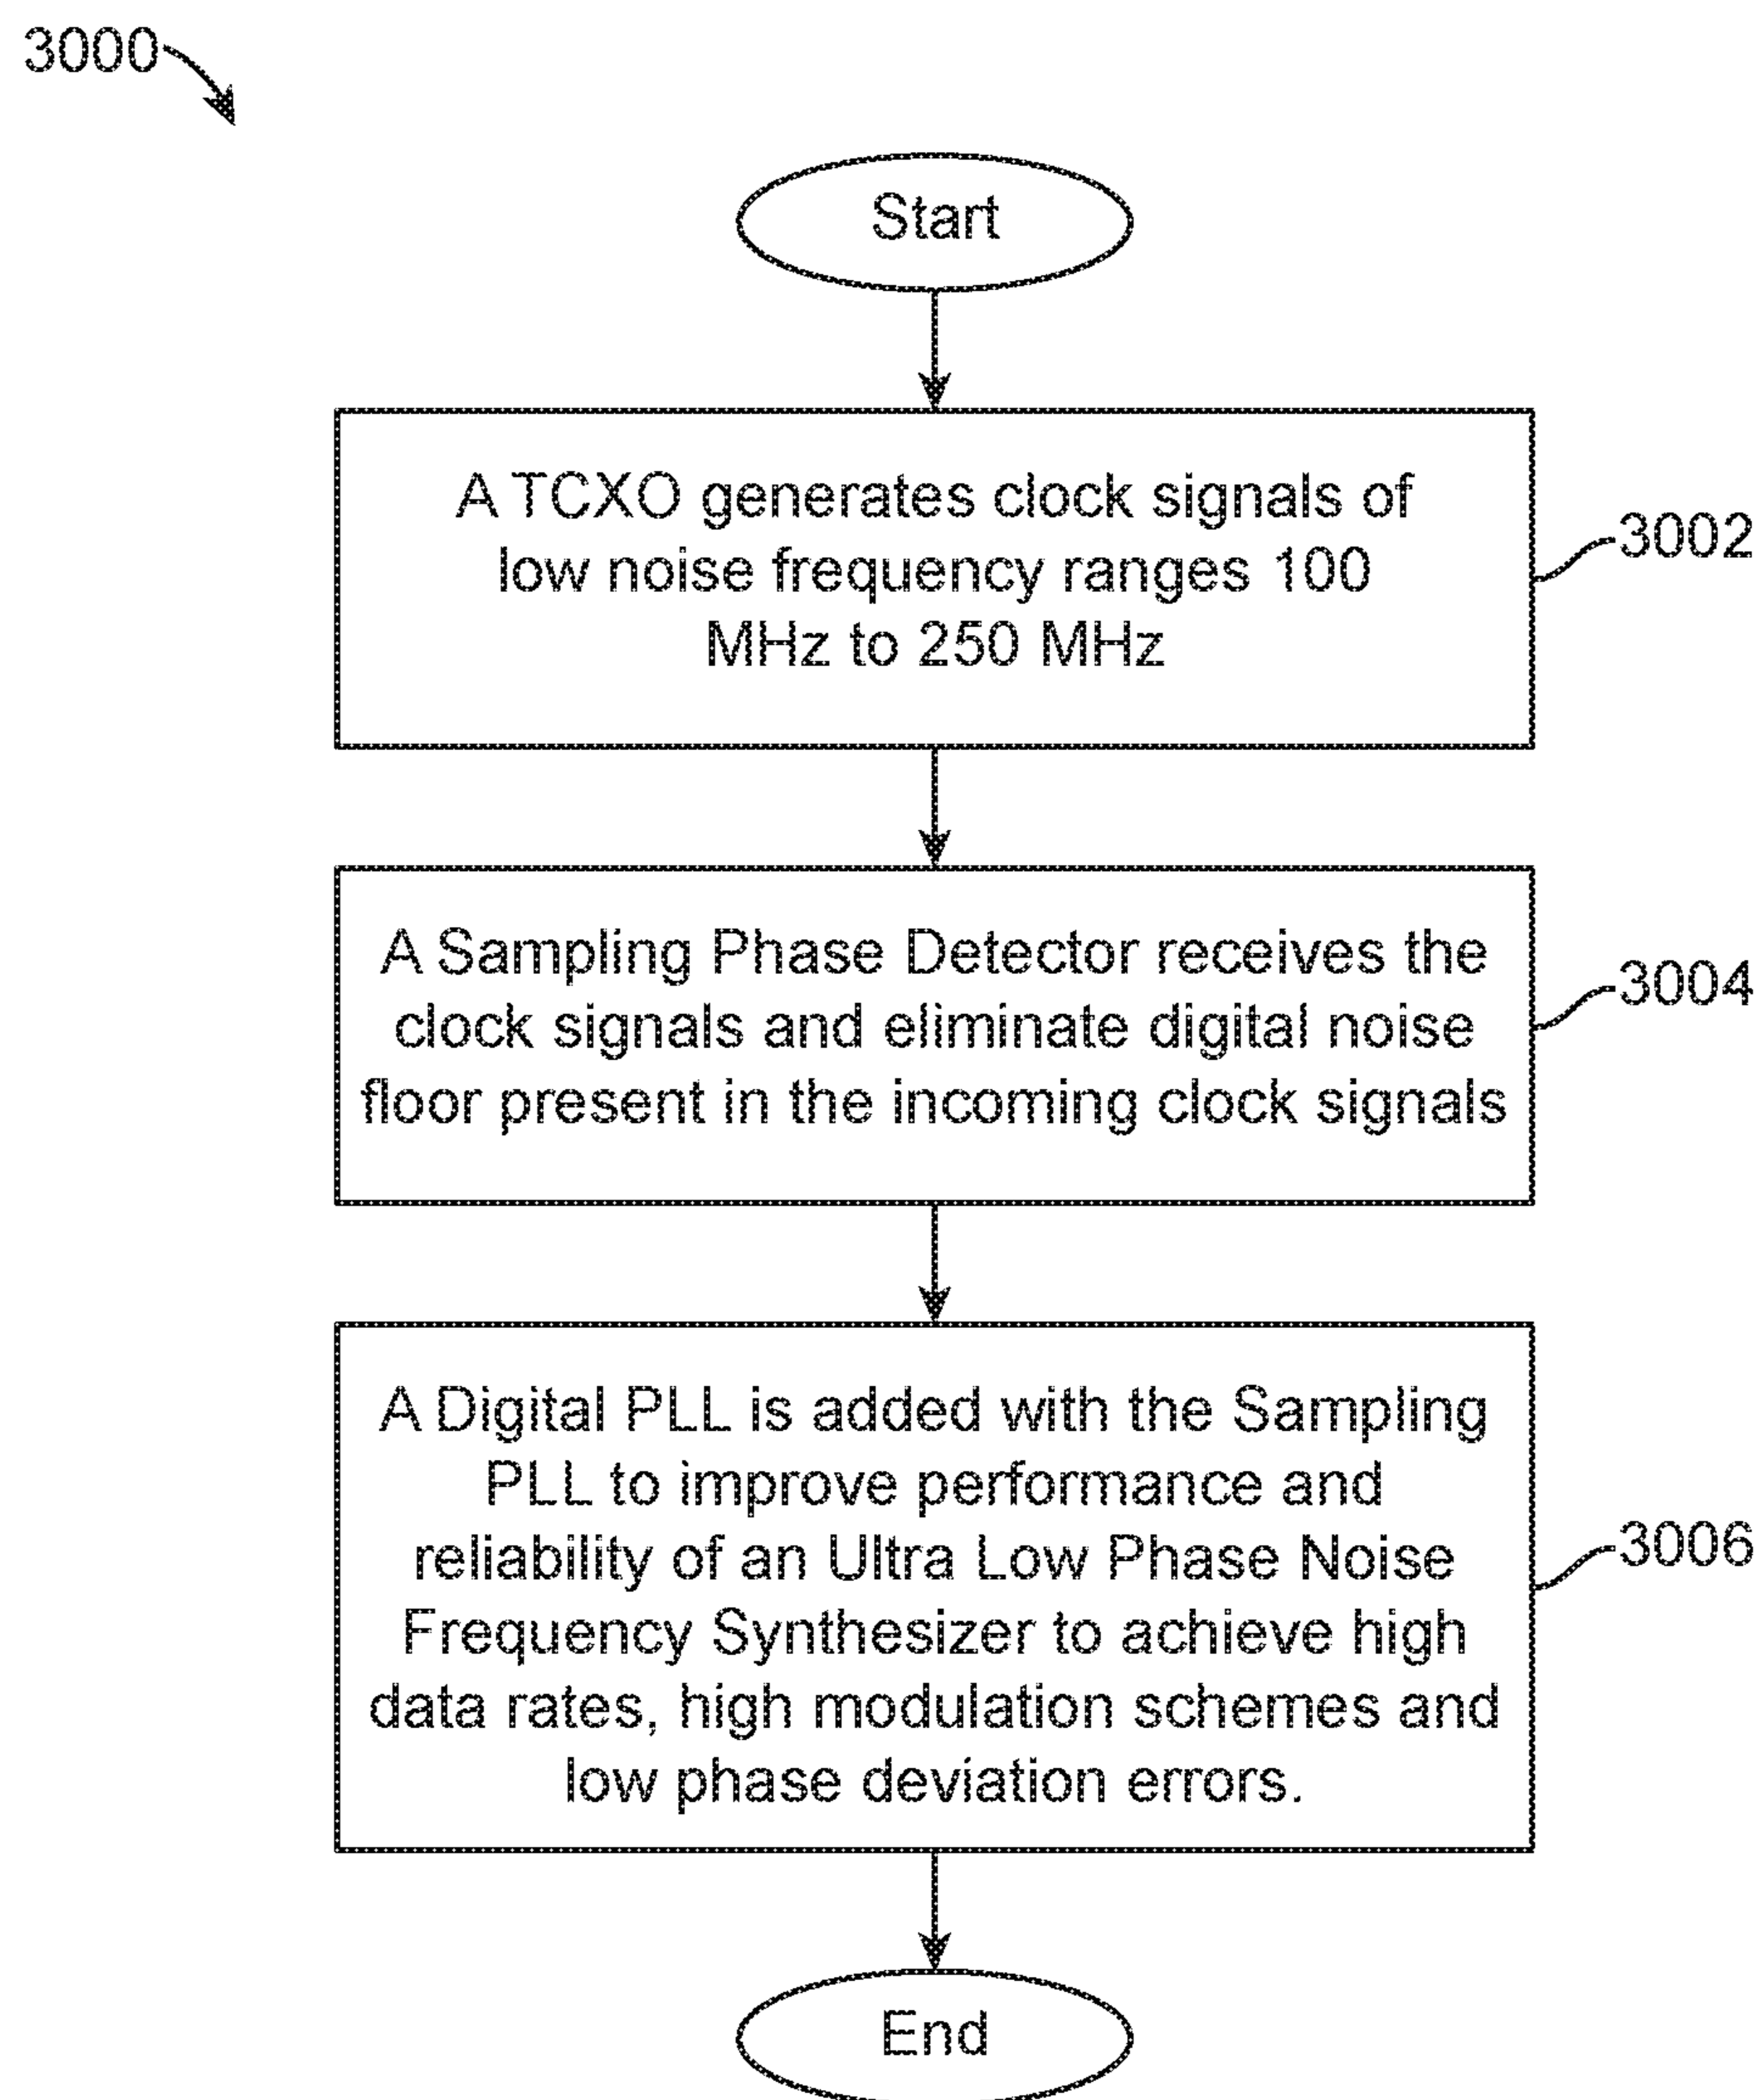 3000
Start
A TCXO generates clock signals of
low noise frequency ranges 100
MHz to 250 MHz
3002
A Sampling Phase Detector receives the
clock signals and eliminate digital noise
floor present in the incoming clock signals
3004
A Digital PLL is added with the Sampling
PLL to improve performance and
reliability of an Ultra Low Phase Noise
Frequency Synthesizer to achieve high
data rates, high modulation schemes and
low phase deviation errors.
3006
End